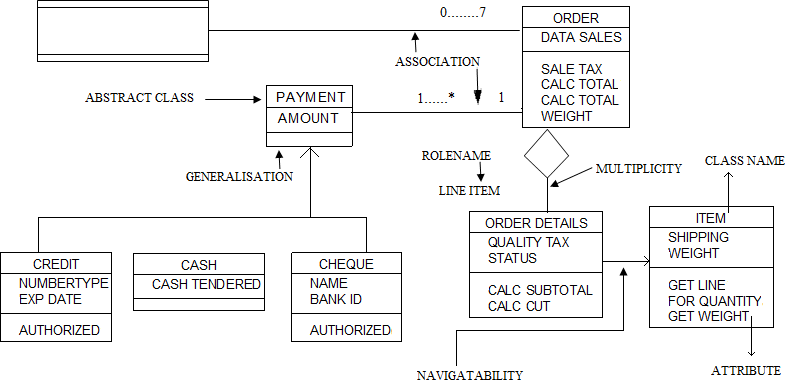 0........7
ORDER
DATA SALES
SALE TAX
CALC TOTAL
CALC TOTAL
WEIGHT
ASSOCIATION
ABSTRACT CLASS
PAYMENT
AMOUNT
1......*
1
GENERALISATION
ROLENAME
LINE ITEM
MULTIPLICITY
CLASS NAME
CREDIT
NUMBERTYPE
EXP DATE
AUTHORIZED
CASH
CASH TENDERED
CHEQUE
NAME
BANK ID
AUTHORIZED
ORDER DETAILS
QUALITY TAX
STATUS
CALC SUBTOTAL
CALC CUT
ITEM
SHIPPING
WEIGHT
GET LINE
FOR QUANTITY
GET WEIGHT
NAVIGATABILITY
ATTRIBUTE